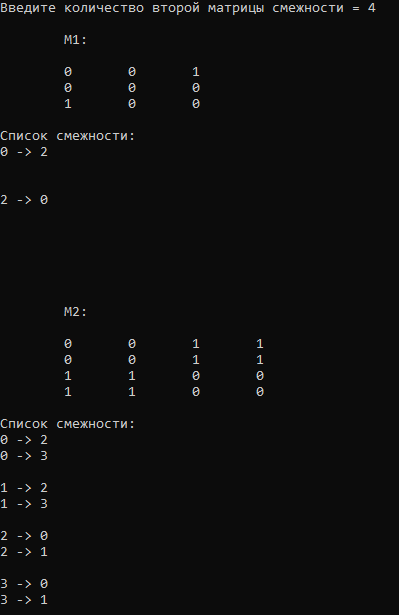 Введите количество второй матрицы смежности = 4
M1:
0 0 1
0 0 0
1 0 0
Список смежности:
0 -> 2
2 -> 0
M2:
0 0 1 1
0 0 1 1
1 1 0 0
1 1 0 0
Список смежности:
0 -> 2
0 -> 3
1 -> 2
1 -> 3
2 -> 0
2 -> 1
3 -> 0
3 -> 1